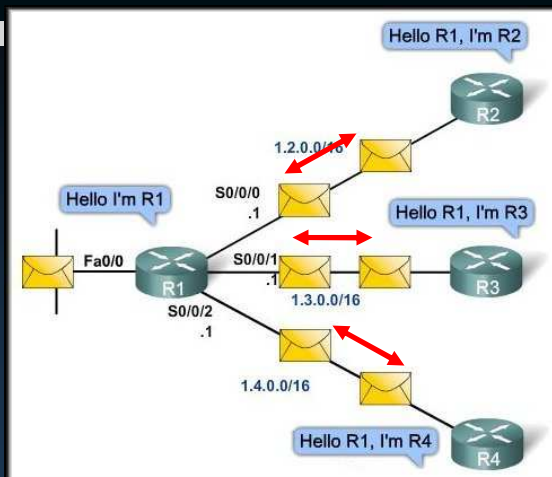 Hello R1, I'm R2
R2
1.2.0.0/16
Hello I'm R1
S0/0/0
.1
Hello R1, I'm R3
Fa0/0
R1
S0/0/1
.1
R3
1.3.0.0/16
S0/0/2
.1
1.4.0.0/16
Hello R1, I'm R4
R4